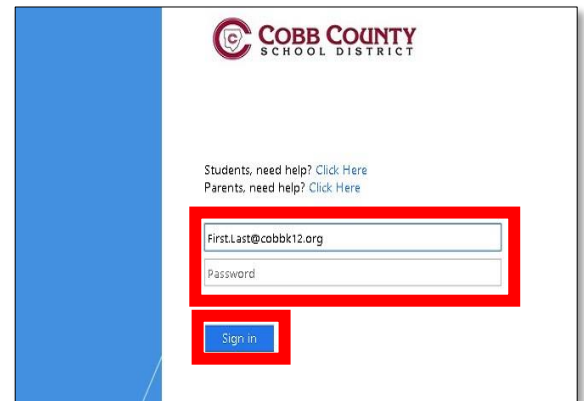 C
COBB COUNTY
SCHOOL DISTRICT
Students, need help? Click Here
Parents, need help? Click Here
First.Last@cobbk12.org
Password
Sign in